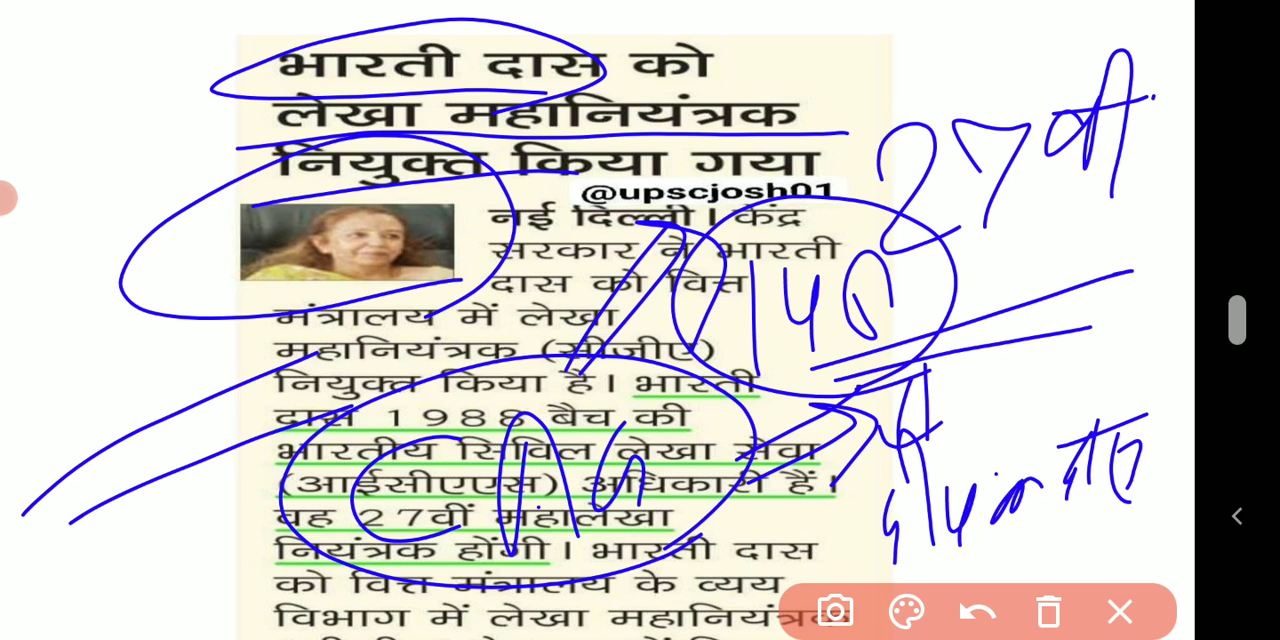 भारती दास को
लेखा महानियंत्रक
नियुक्त किया गया
@upscjosh01
नई दिल्ली। केंद्र
सरकार ने भारती
दास को वित्त
मंत्रालय में लेखा
महानियंत्रक (सीजीए)
नियुक्त किया है। भारती
दास 1988 बैच की
भारतीय सिविल लेखा सेवा
(आईसीएएस) अधिकारी हैं।
वह 27वीं महालेखा
नियंत्रक होंगी। भारती दास
को वित्त मंत्रालय के व्यय
विभाग में लेखा महानियंत्रक
27वी